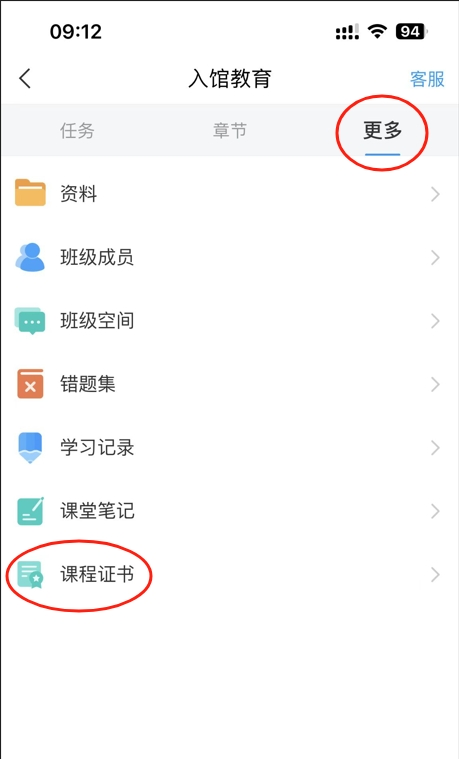 09:12
94
入馆教育
客服
任务
章节
更多
资料
班级成员
班级空间
错题集
学习记录
课堂笔记
课程证书